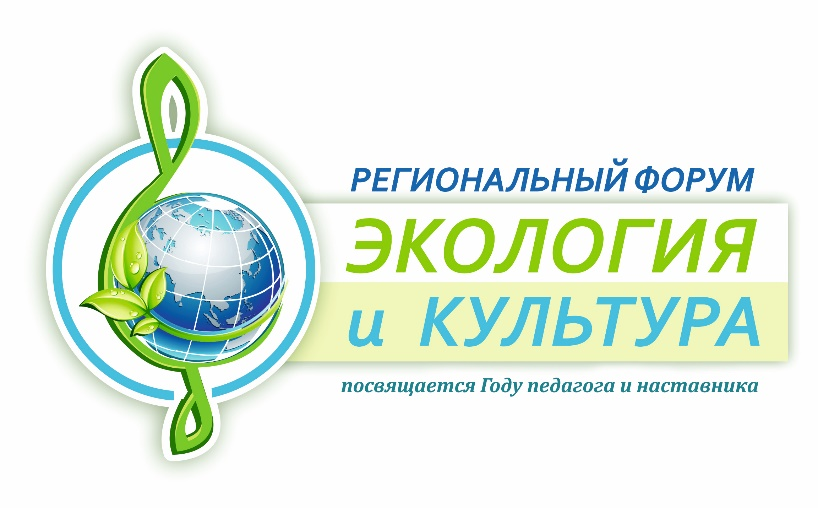 РЕГИОНАЛЬНЫЙ ФОРУМ
ЭКОЛОГИЯ
и КУЛЬТУРА
посвящается Году педагога и наставника